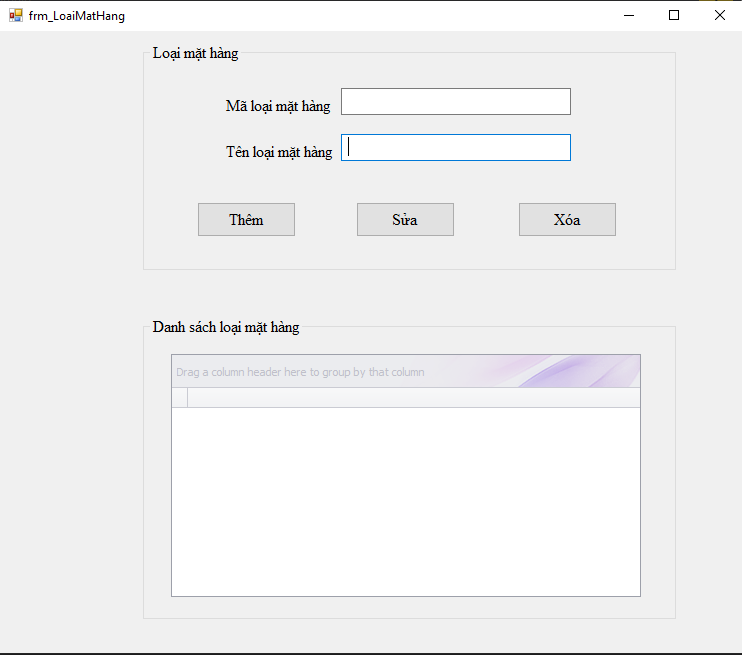 frm_LoaiMatHang
Loại mặt hàng
Mã loại mặt hàng
Tên loại mặt hàng
Thêm Sửa Xóa
Danh sách loại mặt hàng
Drag a column header here to group by that column